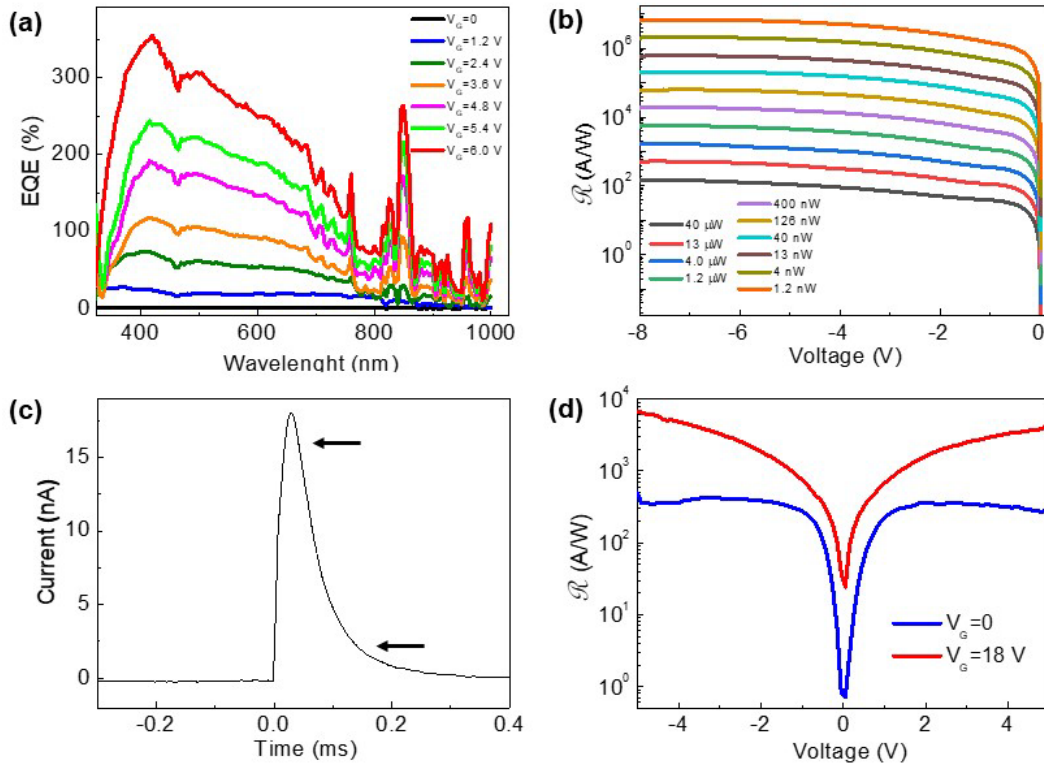 (a)
EQE (%)
300
200
100
0
400
600
800
1000
Wavelenght (nm)
V_G=0
V_G=1.2 V
V_G=2.4 V
V_G=3.6 V
V_G=4.8 V
V_G=5.4 V
V_G=6.0 V
(b)
ℛ (A/W)
10^6
10^4
10^2
10^0
-8
-6
-4
-2
0
Voltage (V)
40 µW
13 µW
4.0 µW
1.2 µW
400 nW
126 nW
40 nW
13 nW
4 nW
1.2 nW
(c)
Current (nA)
15
10
5
0
-0.2
0.0
0.2
0.4
Time (ms)
(d)
ℛ (A/W)
10^4
10^3
10^2
10^1
10^0
-4
-2
0
2
4
Voltage (V)
V_G=0
V_G=18 V